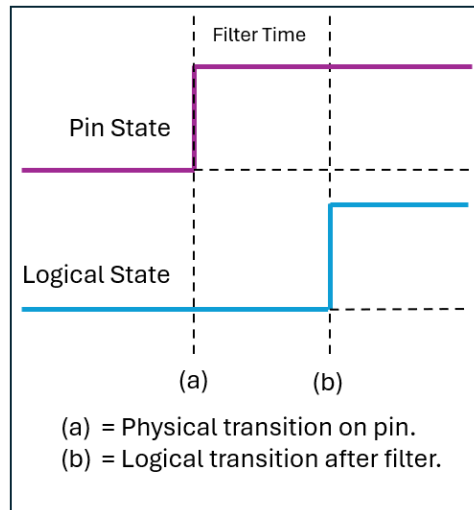 Filter Time
Pin State
Logical State
(a)
(b)
(a) = Physical transition on pin.
(b) = Logical transition after filter.